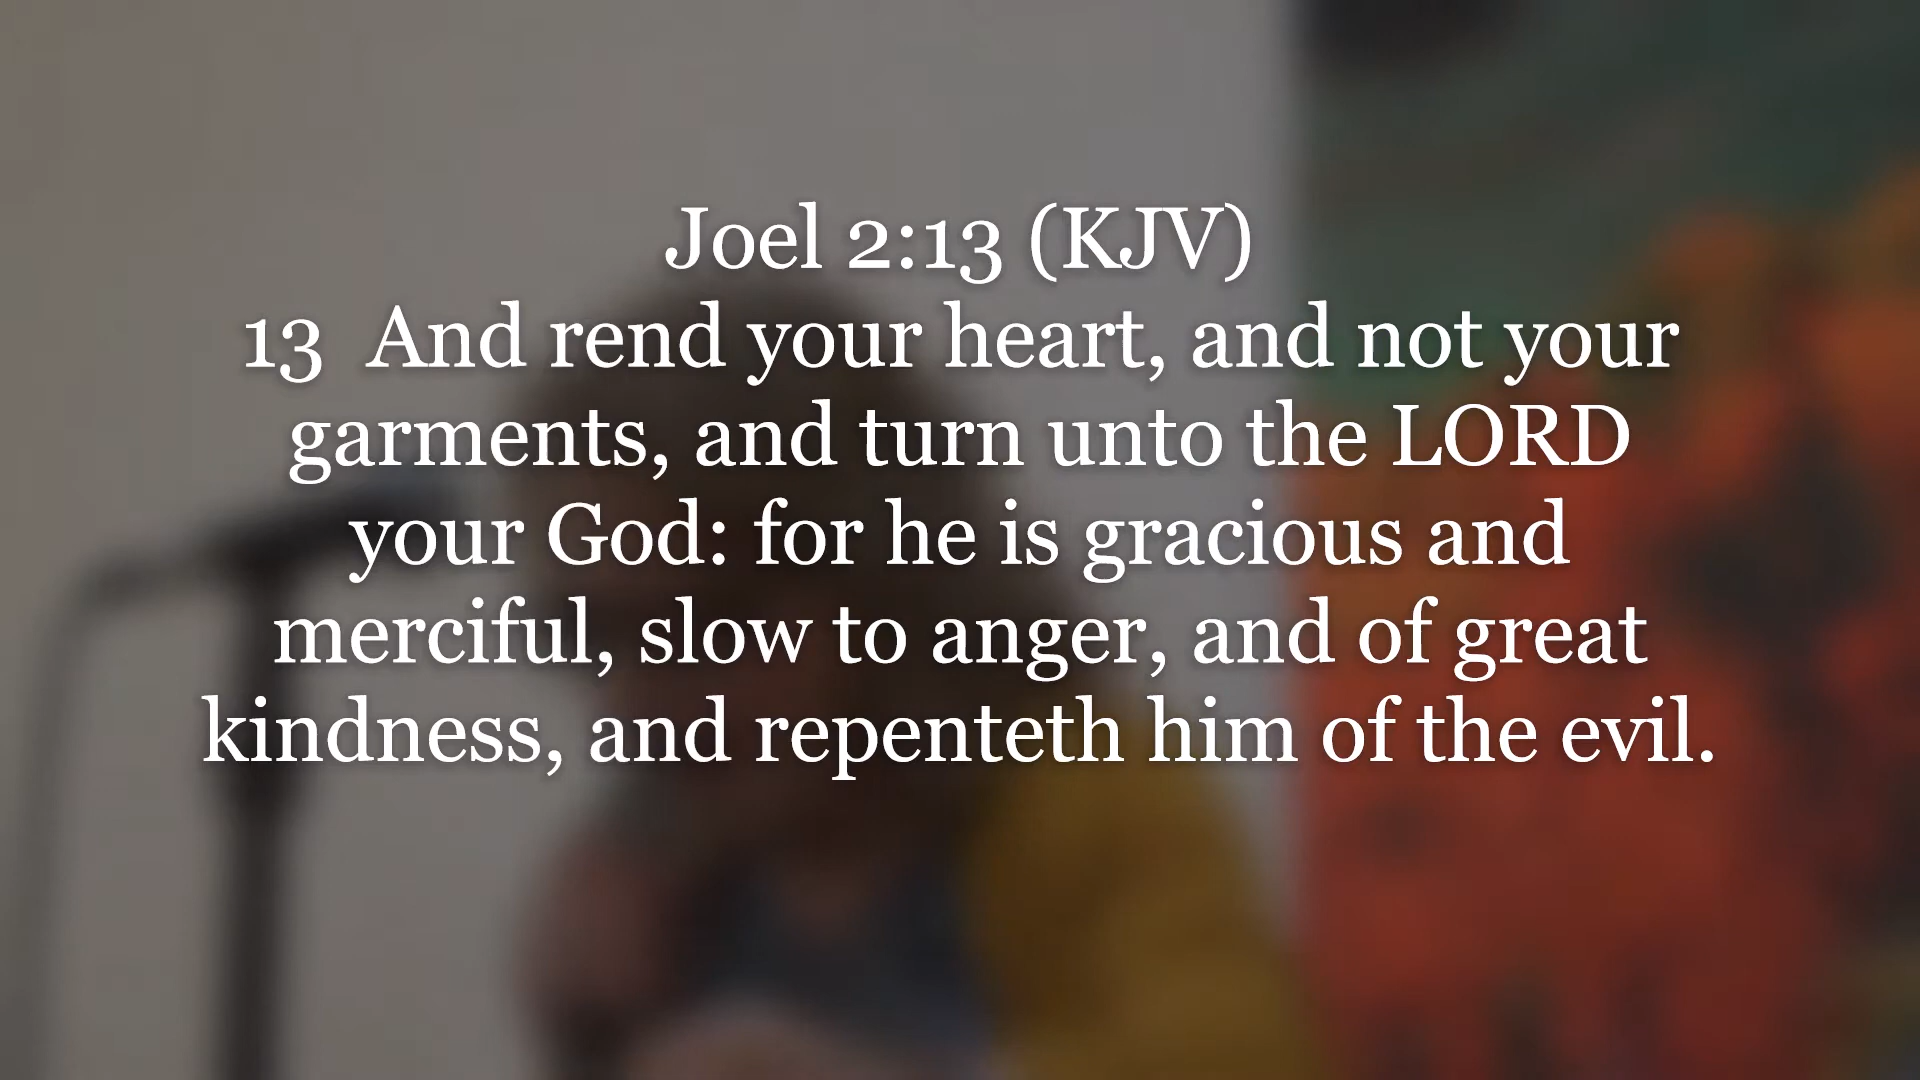 Joel 2:13 (KJV)
13  And rend your heart, and not your
garments, and turn unto the LORD
your God: for he is gracious and
merciful, slow to anger, and of great
kindness, and repenteth him of the evil.